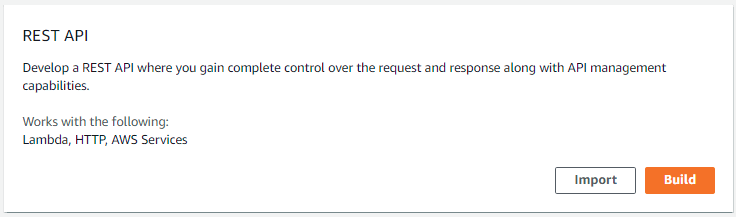 REST API
Develop a REST API where you gain complete control over the request and response along with API management
capabilities.
Works with the following:
Lambda, HTTP, AWS Services
Import Build